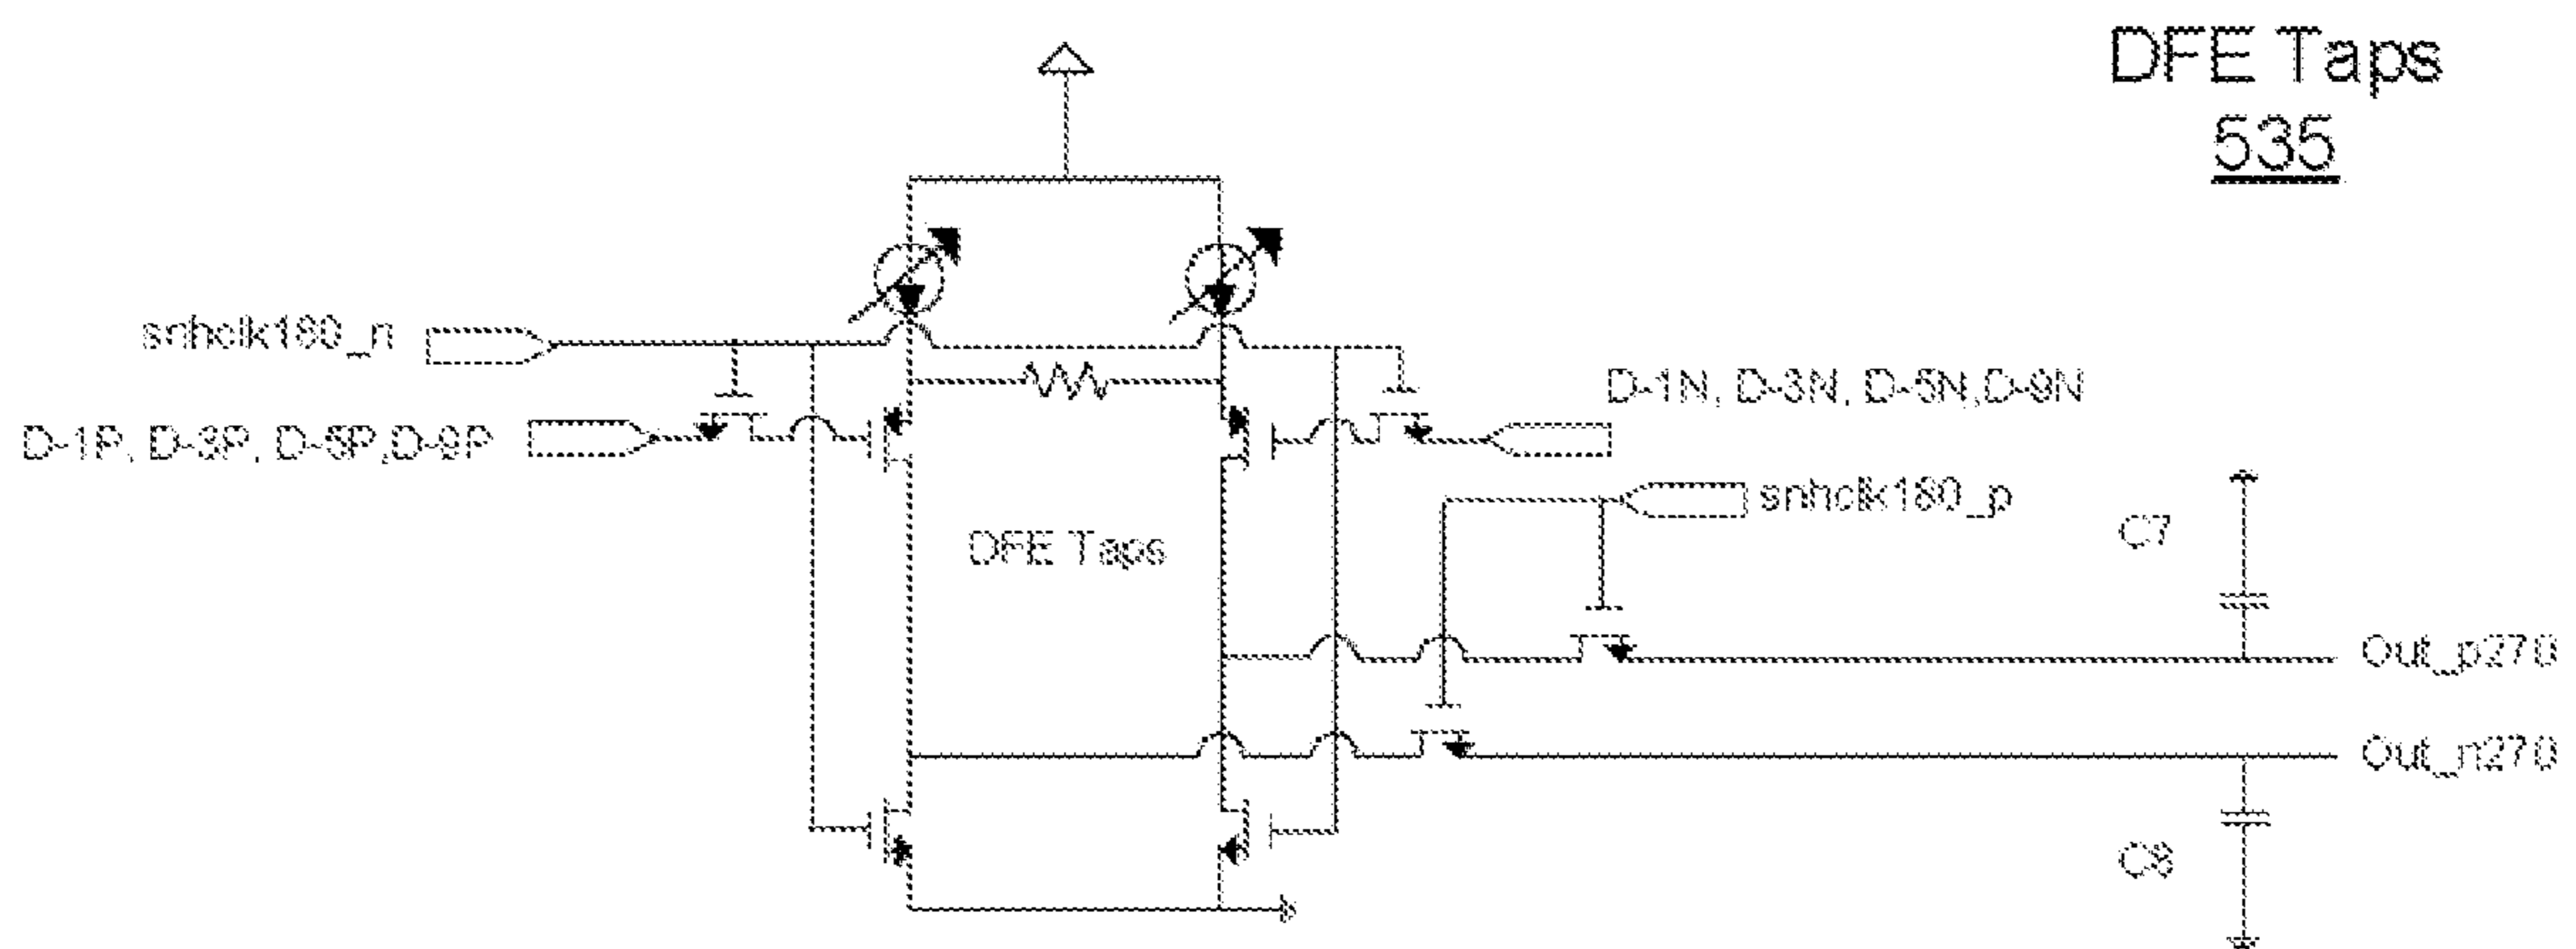 DFE Taps
535
snhclk180_n
D-1P, D-3P, D-5P,D-9P
D-1N, D-3N, D-5N,D-9N
snhclk180_p
DFE Taps
C7
Out_p270
Out_n270
C8